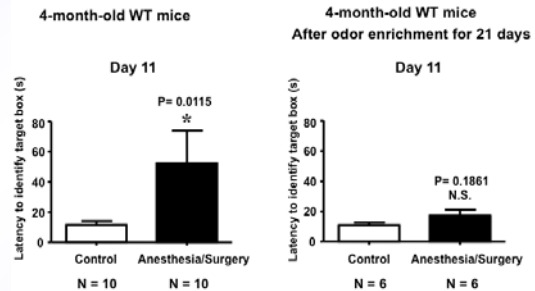 4-month-old WT mice
Day 11
P= 0.0115
*
Latency to identify target box (s)
80
60
40
20
0
Control Anesthesia/Surgery
N = 10 N = 10
4-month-old WT mice
After odor enrichment for 21 days
Day 11
Latency to identify target box (s)
80
60
40
20
0
P= 0.1861
N.S.
Control Anesthesia/Surgery
N = 6 N = 6